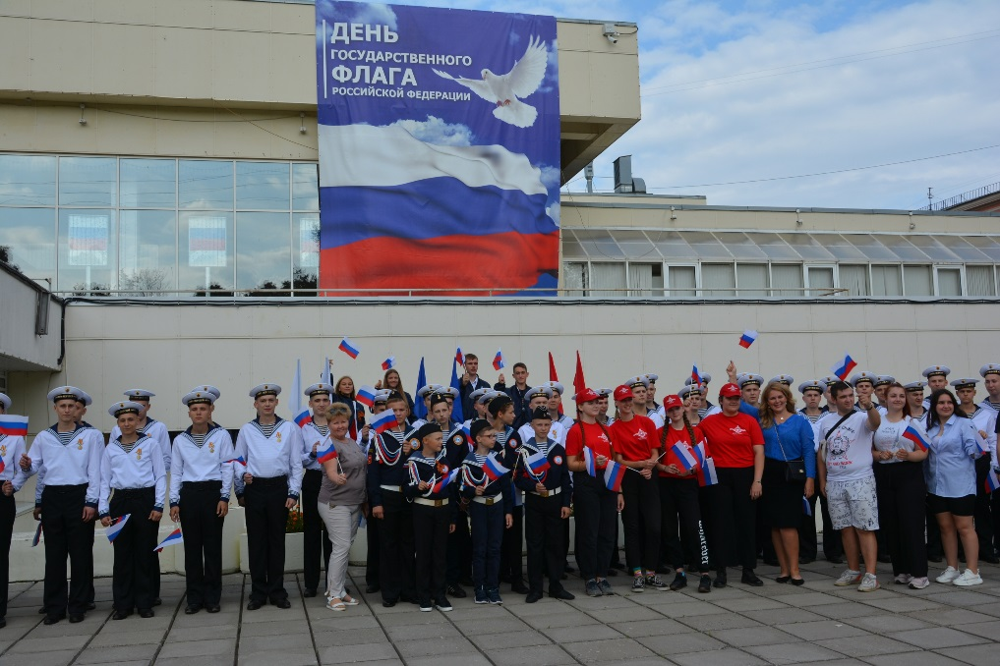 ДЕНЬ
ГОСУДАРСТВЕННОГО
ФЛАГА
РОССИЙСКОЙ ФЕДЕРАЦИИ